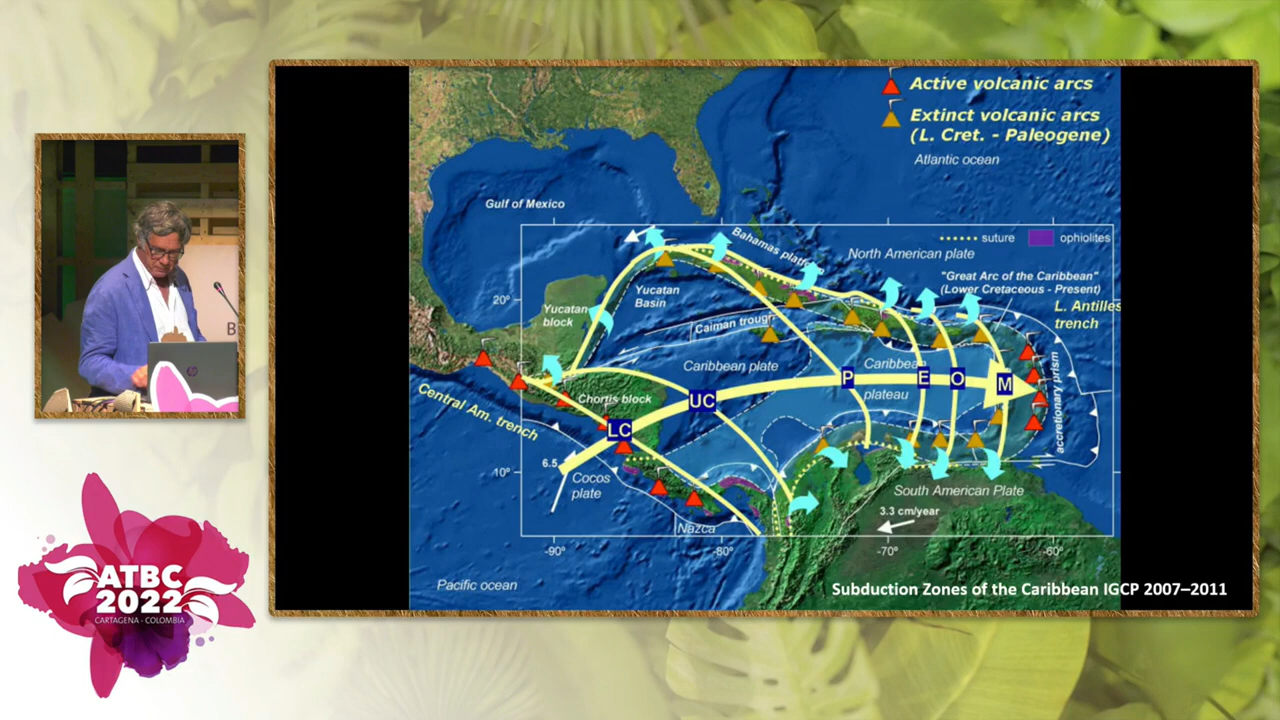 Active volcanic arcs
Extinct volcanic arcs
(L. Cret. - Paleogene)
Atlantic ocean
Gulf of Mexico
suture
ophiolites
Bahamas platform
North American plate
"Great Arc of the Caribbean"
(Lower Cretaceous - Present)
L. Antilles
trench
20°
Yucatan
Basin
Yucatan
block
Caiman trough
Caribbean plate
Caribbean
plateau
P
E
O
M
UC
LC
Chortis block
Central Am. trench
accretionary prism
6.5
10°
Cocos
plate
South American Plate
3.3 cm/year
Nazca
-90°
-80°
-70°
-60°
Pacific ocean
Subduction Zones of the Caribbean IGCP 2007–2011
B
hp
ATBC
2022
CARTAGENA - COLOMBIA